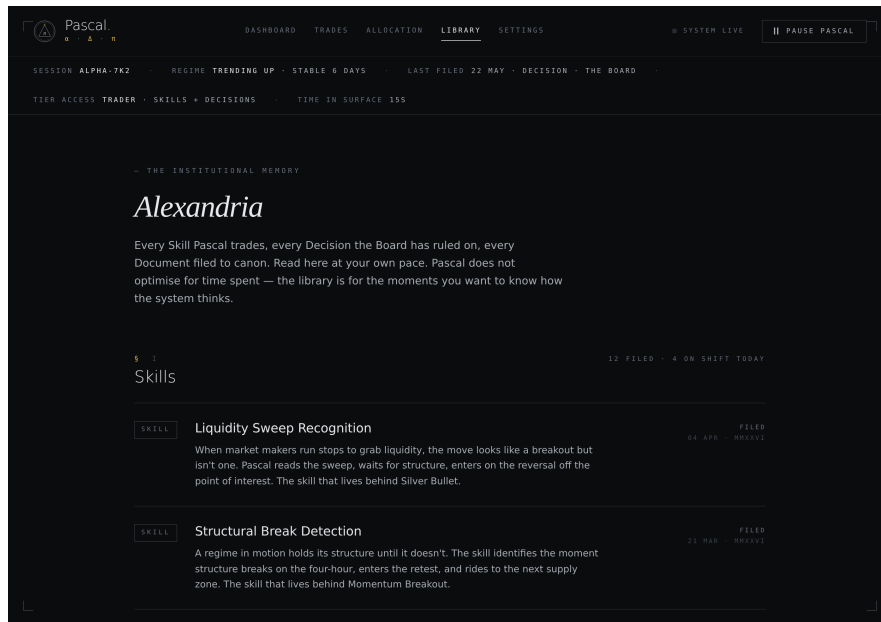 Pascal.
α · Δ · π
DASHBOARD TRADES ALLOCATION LIBRARY SETTINGS
SYSTEM LIVE
PAUSE PASCAL
SESSION ALPHA-7K2 · REGIME TRENDING UP · STABLE 6 DAYS · LAST FILED 22 MAY · DECISION · THE BOARD ·
TIER ACCESS TRADER · SKILLS + DECISIONS · TIME IN SURFACE 15S
— THE INSTITUTIONAL MEMORY
Alexandria
Every Skill Pascal trades, every Decision the Board has ruled on, every
Document filed to canon. Read here at your own pace. Pascal does not
optimise for time spent — the library is for the moments you want to know how
the system thinks.
§ I
12 FILED · 4 ON SHIFT TODAY
Skills
SKILL
Liquidity Sweep Recognition
When market makers run stops to grab liquidity, the move looks like a breakout but
isn't one. Pascal reads the sweep, waits for structure, enters on the reversal off the
point of interest. The skill that lives behind Silver Bullet.
FILED
04 APR · MMXXVI
SKILL
Structural Break Detection
A regime in motion holds its structure until it doesn't. The skill identifies the moment
structure breaks on the four-hour, enters the retest, and rides to the next supply
zone. The skill that lives behind Momentum Breakout.
FILED
21 MAR · MMXXVI